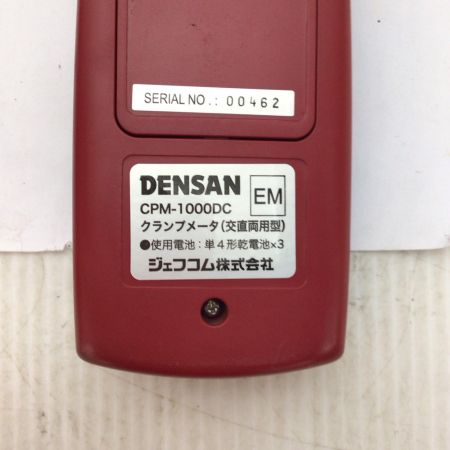 SERIAL NO.: 00462
DENSAN EM
CPM-1000DC
クランプメータ(交直両用型)
●使用電池:単4形乾電池×3
ジェフコム株式会社